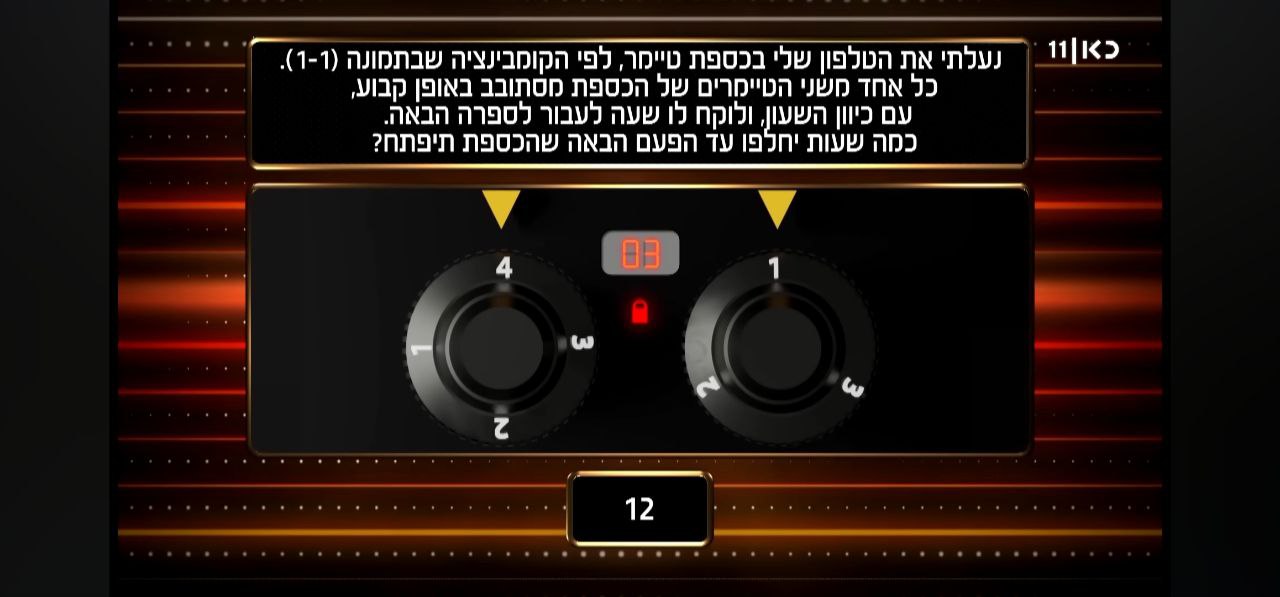 כאן|11
נעלתי את הטלפון שלי בכספת טיימר, לפי הקומבינציה שבתמונה (1-1).
כל אחד משני הטיימרים של הכספת מסתובב באופן קבוע,
עם כיוון השעון, ולוקח לו שעה לעבור לספרה הבאה.
כמה שעות יחלפו עד הפעם הבאה שהכספת תיפתח?
03
4
1
3
2
1
2
3
12